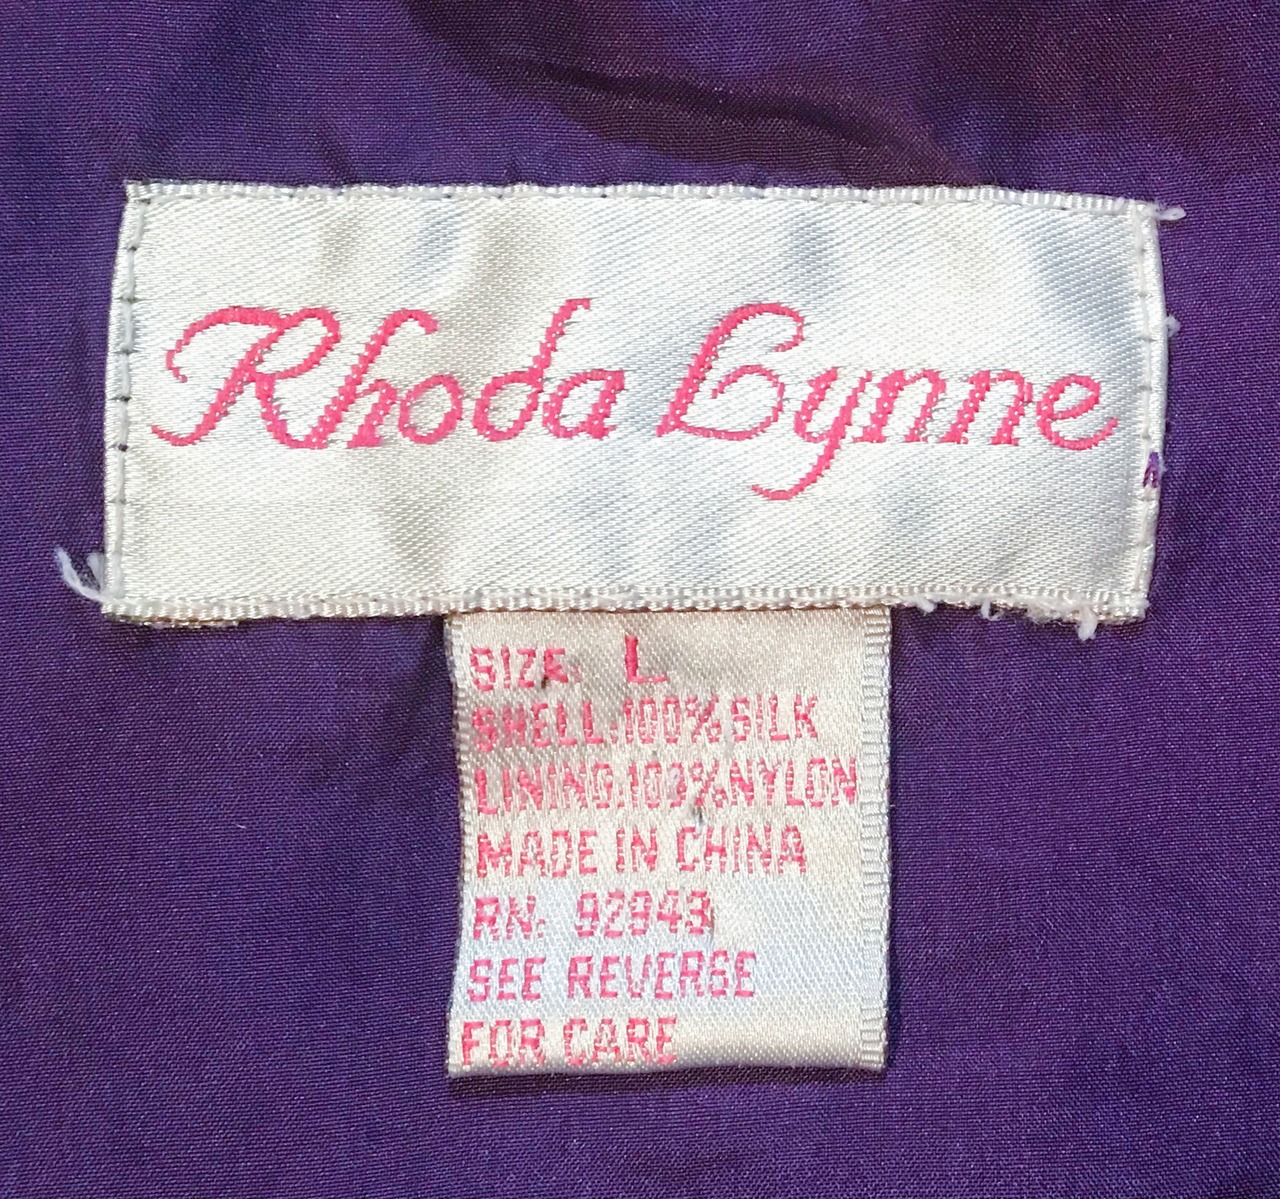 Rhoda Lynne
SIZE: L
SHELL:100%SILK
LINING:100%NYLON
MADE IN CHINA
RN: 92943
SEE REVERSE
FOR CARE